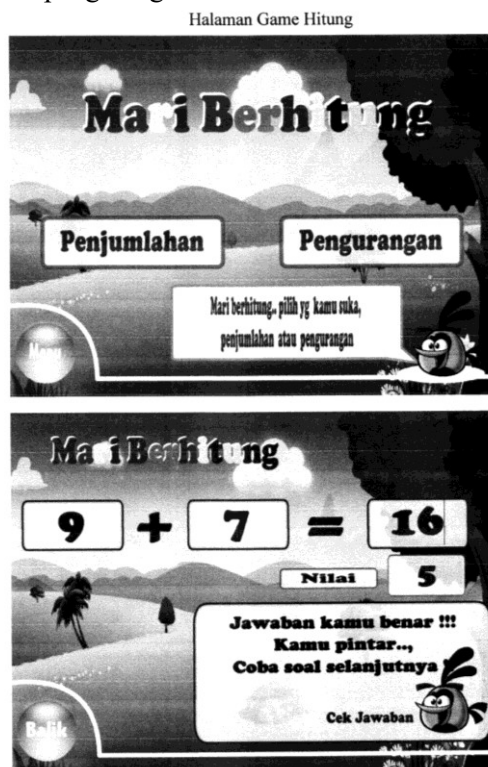 Halaman Game Hitung
Mari Berhitung
Penjumlahan
Pengurangan
Mari berhitung.. pilih yg kamu suka,
penjumlahan atau pengurangan
Menu
Mari Berhitung
9 + 7 = 16
Nilai 5
Jawaban kamu benar !!!
Kamu pintar..,
Coba soal selanjutnya
Cek Jawaban
Balik